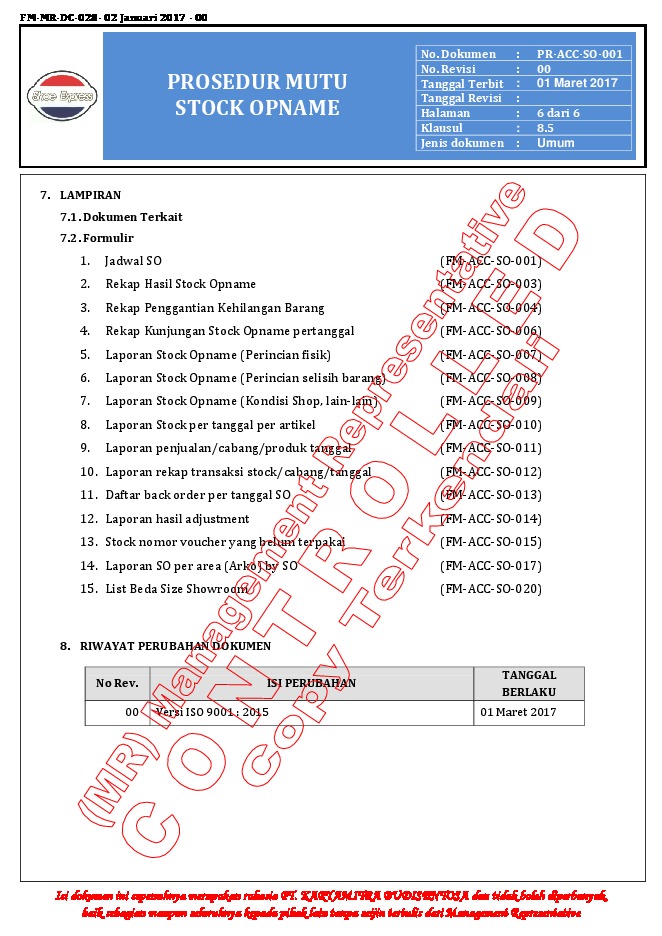 FM-MR-DC-028- 02 Januari 2017 - 00
Shoe Express
PROSEDUR MUTU
STOCK OPNAME
No. Dokumen : PR-ACC-SO-001
No. Revisi : 00
Tanggal Terbit : 01 Maret 2017
Tanggal Revisi :
Halaman : 6 dari 6
Klausul : 8.5
Jenis dokumen : Umum
7. LAMPIRAN
7.1. Dokumen Terkait
7.2. Formulir
1. Jadwal SO (FM-ACC-SO-001)
2. Rekap Hasil Stock Opname (FM-ACC-SO-003)
3. Rekap Penggantian Kehilangan Barang (FM-ACC-SO-004)
4. Rekap Kunjungan Stock Opname pertanggal (FM-ACC-SO-006)
5. Laporan Stock Opname (Perincian fisik) (FM-ACC-SO-007)
6. Laporan Stock Opname (Perincian selisih barang) (FM-ACC-SO-008)
7. Laporan Stock Opname (Kondisi Shop, lain-lain) (FM-ACC-SO-009)
8. Laporan Stock per tanggal per artikel (FM-ACC-SO-010)
9. Laporan penjualan/cabang/produk tanggal (FM-ACC-SO-011)
10. Laporan rekap transaksi stock/cabang/tanggal (FM-ACC-SO-012)
11. Daftar back order per tanggal SO (FM-ACC-SO-013)
12. Laporan hasil adjustment (FM-ACC-SO-014)
13. Stock nomor voucher yang belum terpakai (FM-ACC-SO-015)
14. Laporan SO per area (Arko) by SO (FM-ACC-SO-017)
15. List Beda Size Showroom (FM-ACC-SO-020)
8. RIWAYAT PERUBAHAN DOKUMEN
No Rev. ISI PERUBAHAN TANGGAL
BERLAKU
00 Versi ISO 9001 : 2015 01 Maret 2017
(MR) Management Representative
CONTROLLED
Copy Terkendali
Isi dokumen ini sepenuhnya merupakan rahasia PT. KARYAMITRA BUDISENTOSA dan tidak boleh diperbanyak,
baik sebagian maupun seluruhnya kepada pihak lain tanpa seijin tertulis dari Management Representative